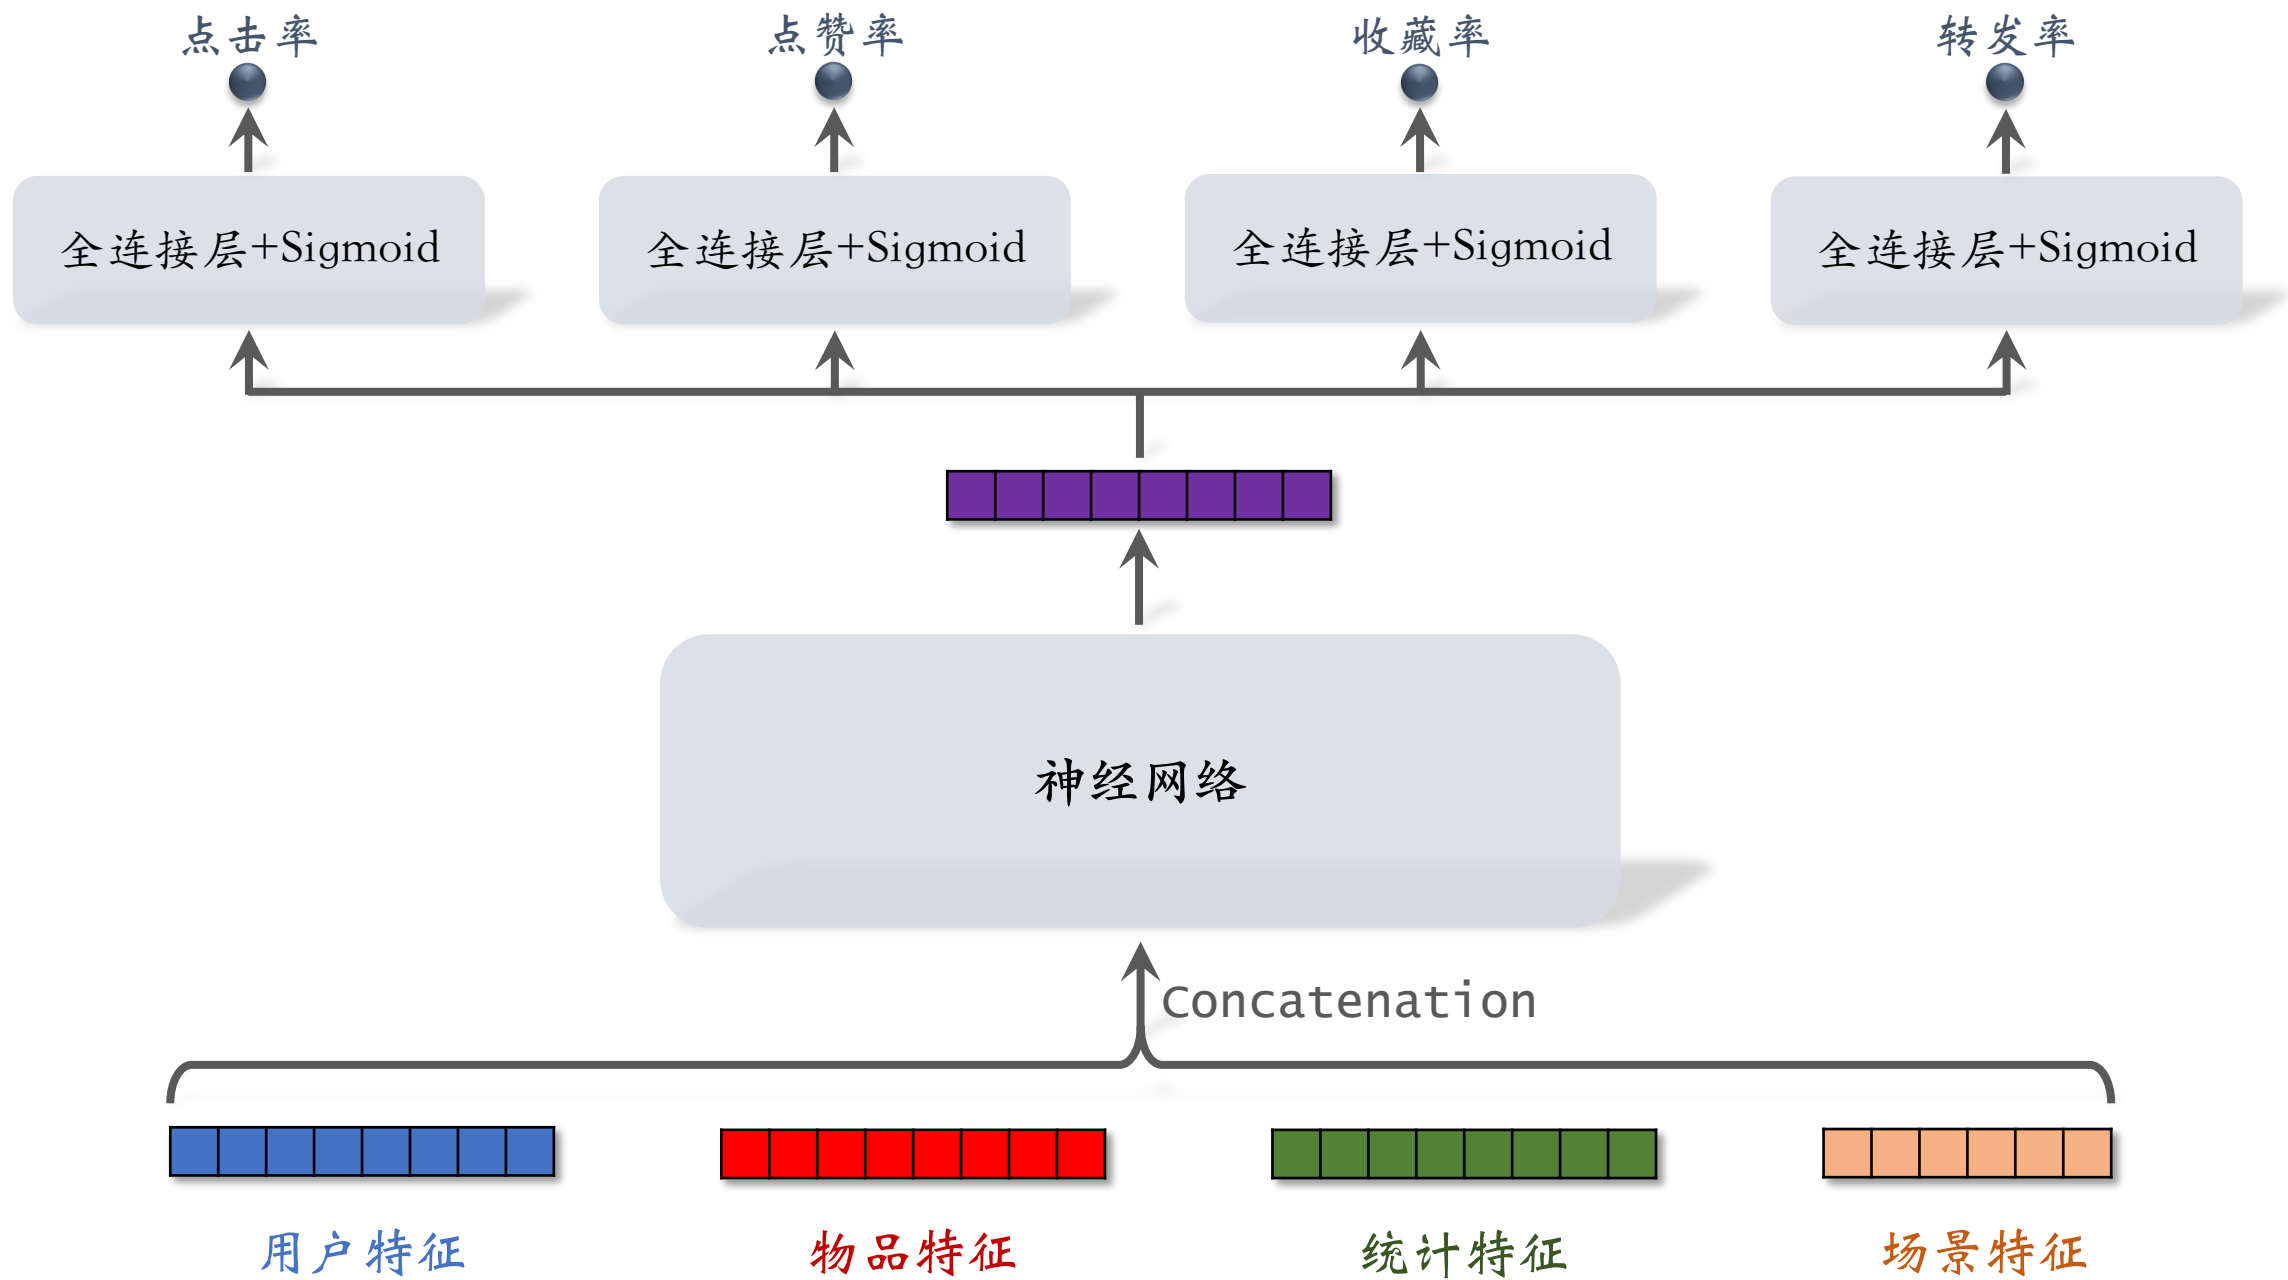 点击率 点赞率 收藏率 转发率
全连接层+Sigmoid 全连接层+Sigmoid 全连接层+Sigmoid 全连接层+Sigmoid
神经网络
Concatenation
用户特征 物品特征 统计特征 场景特征